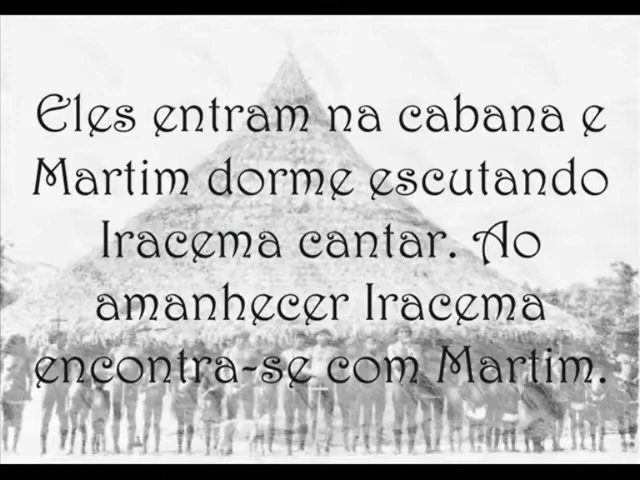 Eles entram na cabana e
Martim dorme escutando
Iracema cantar. Ao
amanhecer Iracema
encontra-se com Martim.